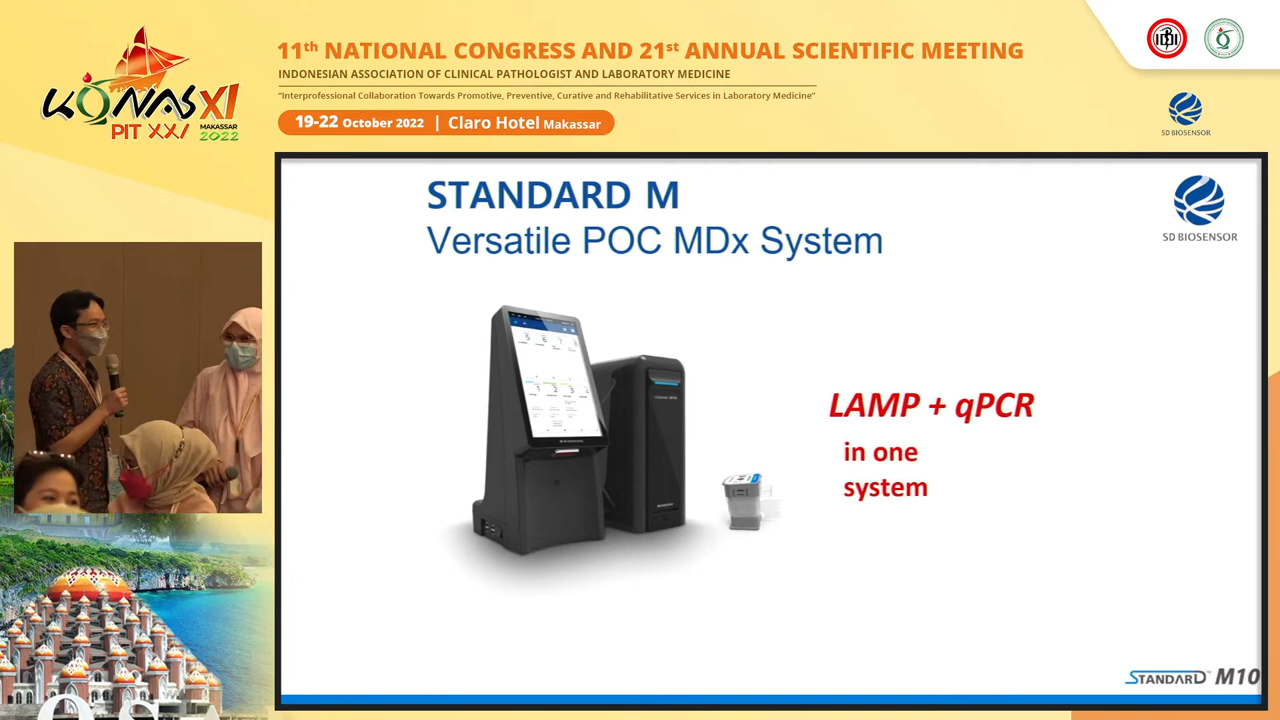 11th NATIONAL CONGRESS AND 21st ANNUAL SCIENTIFIC MEETING
INDONESIAN ASSOCIATION OF CLINICAL PATHOLOGIST AND LABORATORY MEDICINE
“Interprofessional Collaboration Towards Promotive, Preventive, Curative and Rehabilitative Services in Laboratory Medicine”
19-22 October 2022 | Claro Hotel Makassar
KONAS XI
PIT XXI
MAKASSAR
2022
IDI
SD BIOSENSOR
STANDARD M
Versatile POC MDx System
SD BIOSENSOR
LAMP + qPCR
in one
system
STANDARD™ M10